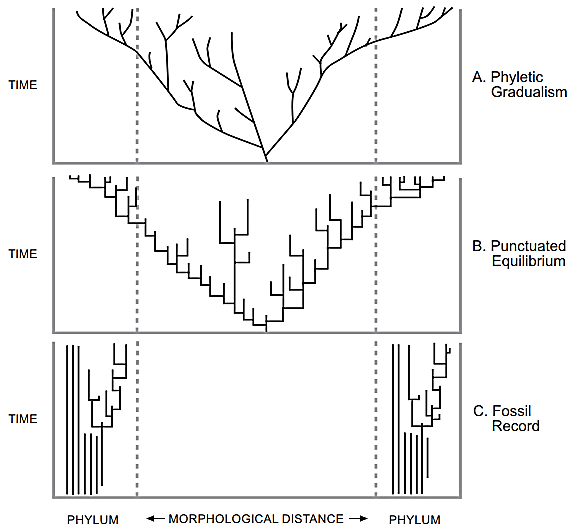 TIME
A. Phyletic
Gradualism
TIME
B. Punctuated
Equilibrium
TIME
C. Fossil
Record
PHYLUM
MORPHOLOGICAL DISTANCE
PHYLUM